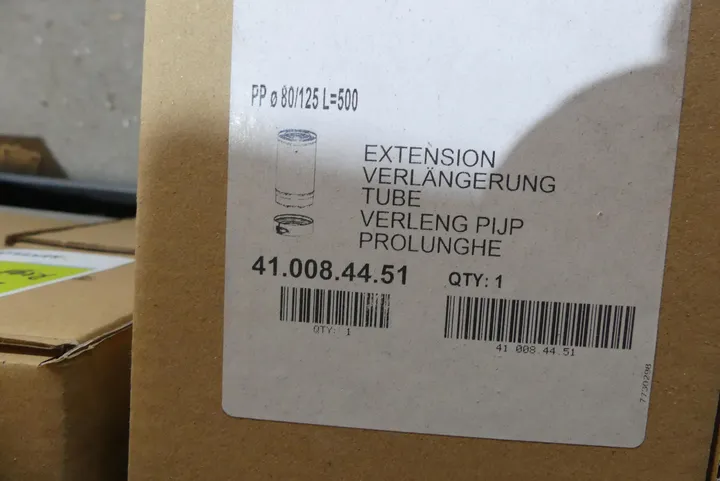 PP ø 80/125 L=500
EXTENSION
VERLÄNGERUNG
TUBE
VERLENG PIJP
PROLUNGHE
41.008.44.51 QTY: 1
QTY: 1
41 008.44.51